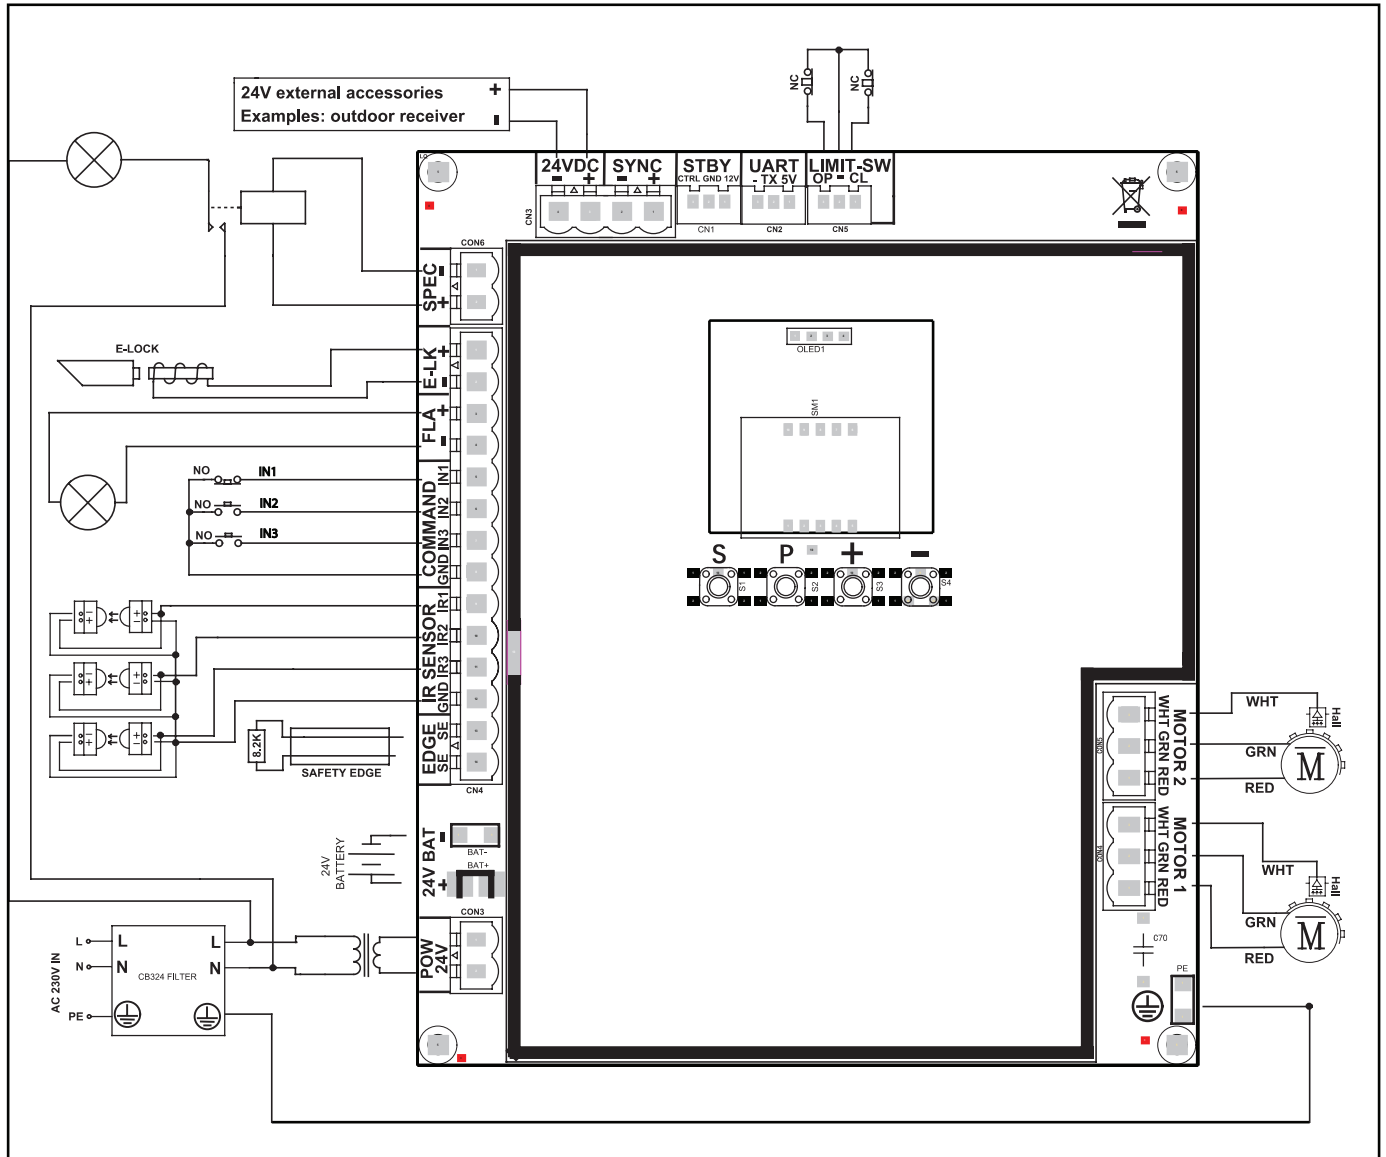 24V external accessories +
Examples: outdoor receiver -
NC
NC
LO
24VDC
- +
SYNC
- +
STBY
CTRL GND 12V
UART
- TX 5V
LIMIT-SW
OP - CL
CN3
CN1
CN2
CN5
CON6
SPEC
- +
E-LOCK
E-LK
+ -
FLA
+ -
NO IN1
NO IN2
NO IN3
COMMAND
IN1
IN2
IN3
GND
IR SENSOR
IR1
IR2
IR3
GND
EDGE
SE
SE
CN4
8.2K
SAFETY EDGE
OLED1
SM1
S P + -
S1
S2
S3
S4
24V
BATTERY
24V BAT
- +
BAT-
BAT+
CON3
POW
24V
AC 230V IN
L
N
PE
L L
N N
CB324 FILTER
CON5
MOTOR 2
WHT GRN RED
WHT
GRN
RED
Hall
M
CON4
MOTOR 1
WHT GRN RED
WHT
GRN
RED
Hall
M
C70
PE